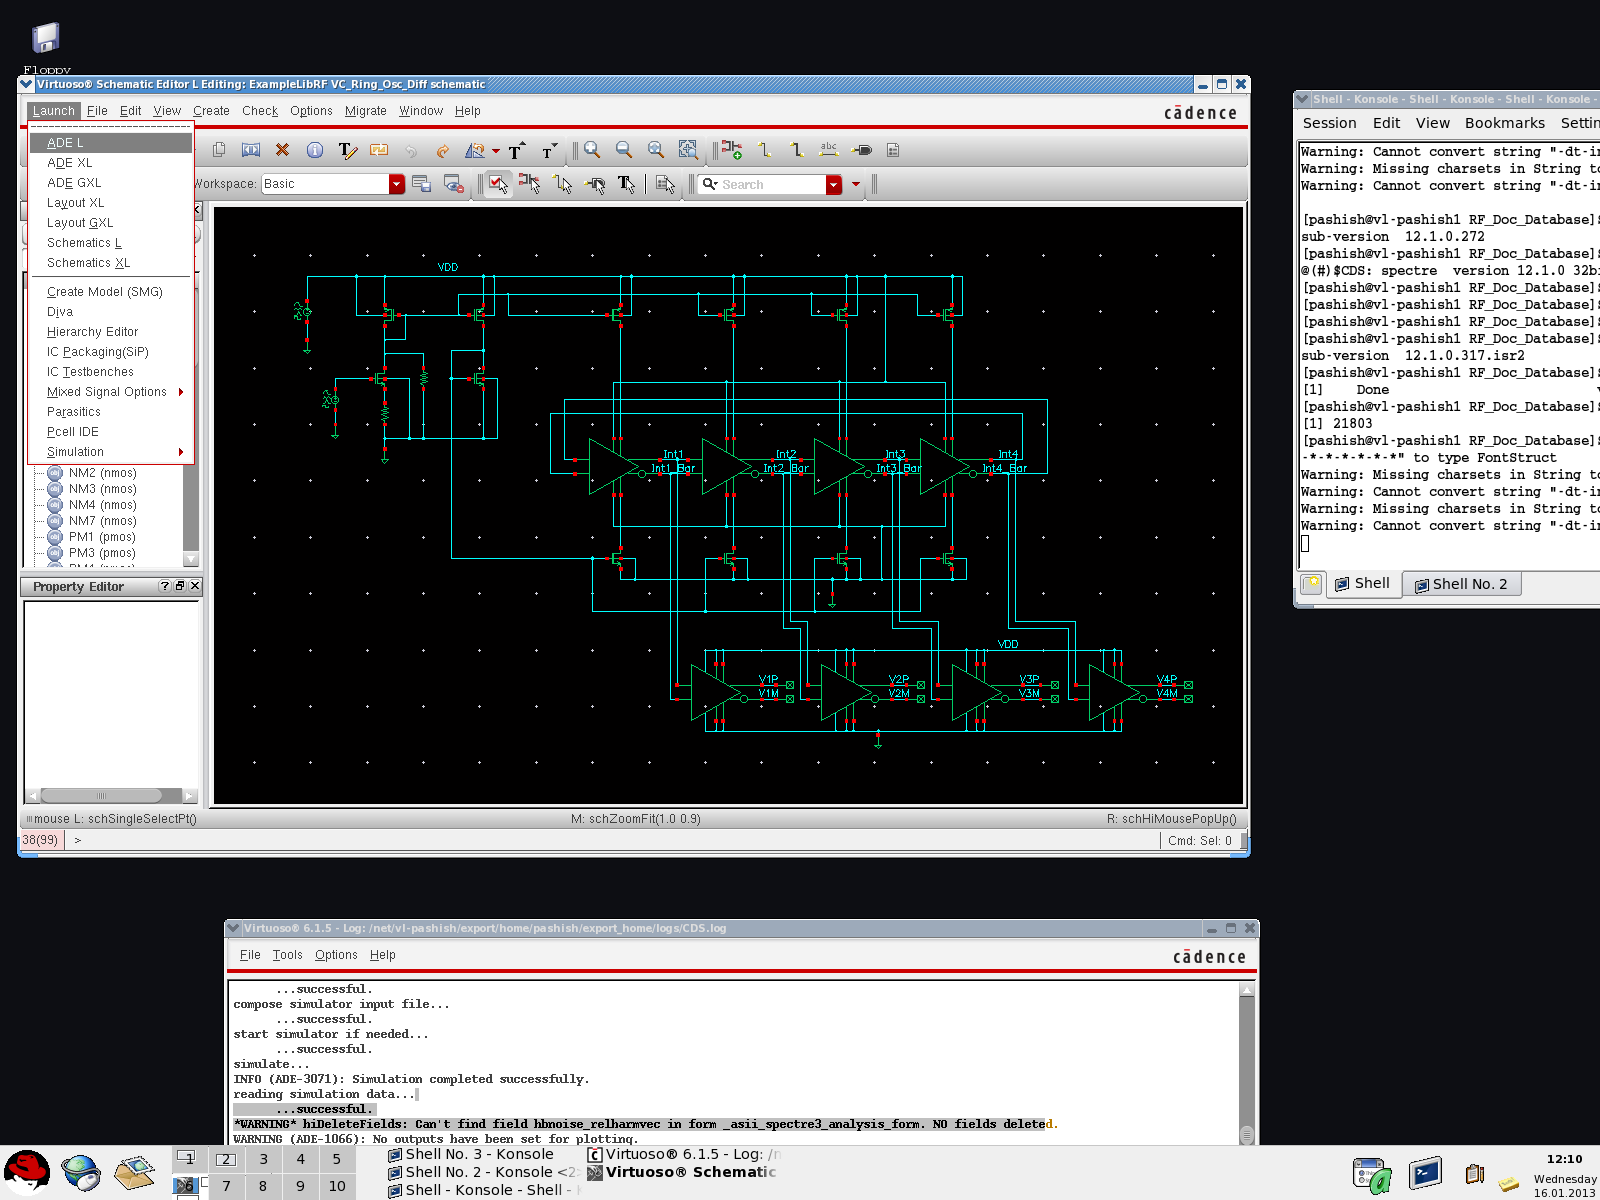 Floppy
Virtuoso® Schematic Editor L Editing: ExampleLibRF VC_Ring_Osc_Diff schematic
Launch File Edit View Create Check Options Migrate Window Help
cādence
ADE L
ADE XL
ADE GXL
Layout XL
Layout GXL
Schematics L
Schematics XL
Create Model (SMG)
Diva
Hierarchy Editor
IC Packaging(SiP)
IC Testbenches
Mixed Signal Options
Parasitics
Pcell IDE
Simulation
Workspace: Basic
Search
NM2 (nmos)
NM3 (nmos)
NM4 (nmos)
NM7 (nmos)
PM1 (pmos)
PM3 (pmos)
Property Editor
VDD
Int1 Int2 Int3 Int4
Int1_Bar Int2_Bar Int3_Bar Int4_Bar
VDD
V1P V2P V3P V4P
V1M V2M V3M V4M
mouse L: schSingleSelectPt() M: schZoomFit(1.0 0.9) R: schHiMousePopUp()
38(99) > Cmd: Sel: 0
Shell - Konsole - Shell - Konsole - Shell - Konsole -
Session Edit View Bookmarks Settin
Warning: Cannot convert string "-dt-in
Warning: Missing charsets in String to
Warning: Cannot convert string "-dt-in
[pashish@vl-pashish1 RF_Doc_Database]$
sub-version 12.1.0.272
[pashish@vl-pashish1 RF_Doc_Database]$
@(#)$CDS: spectre version 12.1.0 32bi
[pashish@vl-pashish1 RF_Doc_Database]$
[pashish@vl-pashish1 RF_Doc_Database]$
[pashish@vl-pashish1 RF_Doc_Database]$
[pashish@vl-pashish1 RF_Doc_Database]$
sub-version 12.1.0.317.isr2
[pashish@vl-pashish1 RF_Doc_Database]$
[1] Done
[pashish@vl-pashish1 RF_Doc_Database]$
[1] 21803
[pashish@vl-pashish1 RF_Doc_Database]$
-*-*-*-*-*-*" to type FontStruct
Warning: Missing charsets in String to
Warning: Cannot convert string "-dt-in
Warning: Missing charsets in String to
Warning: Cannot convert string "-dt-in
Shell Shell No. 2
Virtuoso® 6.1.5 - Log: /net/vl-pashish/export/home/pashish/export_home/logs/CDS.log
File Tools Options Help
cādence
...successful.
compose simulator input file...
...successful.
start simulator if needed...
...successful.
simulate...
INFO (ADE-3071): Simulation completed successfully.
reading simulation data...
...successful.
*WARNING* hiDeleteFields: Can't find field hbnoise_relharmvec in form _asii_spectre3_analysis_form. NO fields deleted.
WARNING (ADE-1066): No outputs have been set for plotting.
1 2 3 4 5
6 7 8 9 10
Shell No. 3 - Konsole
Shell No. 2 - Konsole <2>
Shell - Konsole - Shell -
Virtuoso® 6.1.5 - Log: /n
Virtuoso® Schematic
12:10
Wednesday
16.01.2013